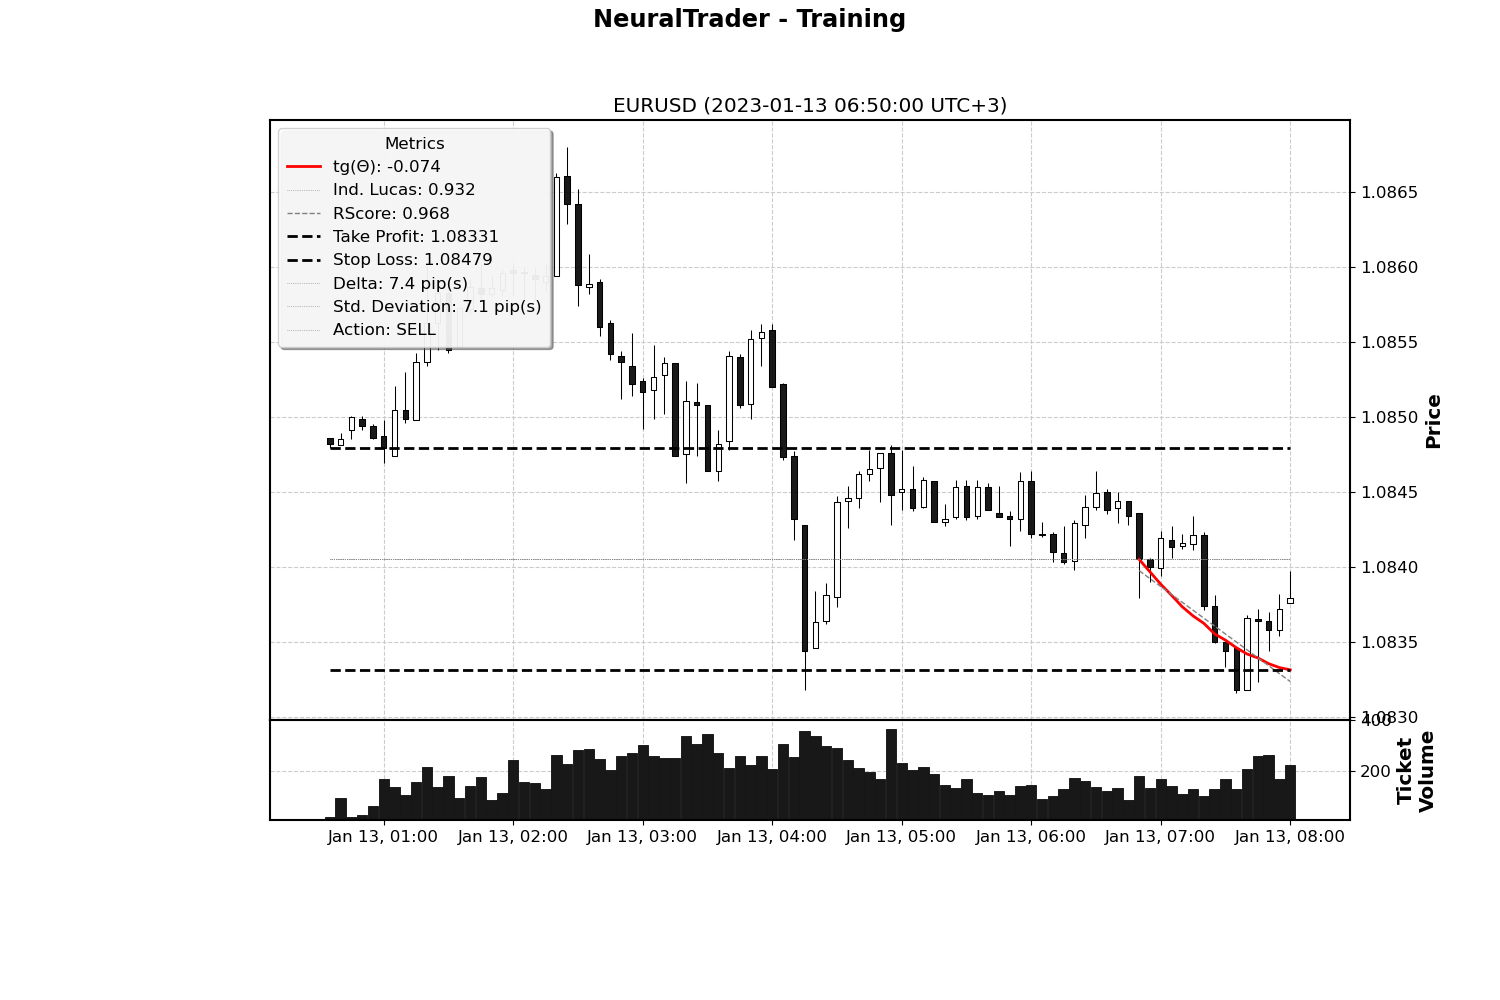 NeuralTrader - Training
EURUSD (2023-01-13 06:50:00 UTC+3)
Metrics
tg(Θ): -0.074
Ind. Lucas: 0.932
RScore: 0.968
Take Profit: 1.08331
Stop Loss: 1.08479
Delta: 7.4 pip(s)
Std. Deviation: 7.1 pip(s)
Action: SELL
1.0865
1.0860
1.0855
1.0850
1.0845
1.0840
1.0835
1.0830
Price
400
200
Ticket
Volume
Jan 13, 01:00
Jan 13, 02:00
Jan 13, 03:00
Jan 13, 04:00
Jan 13, 05:00
Jan 13, 06:00
Jan 13, 07:00
Jan 13, 08:00